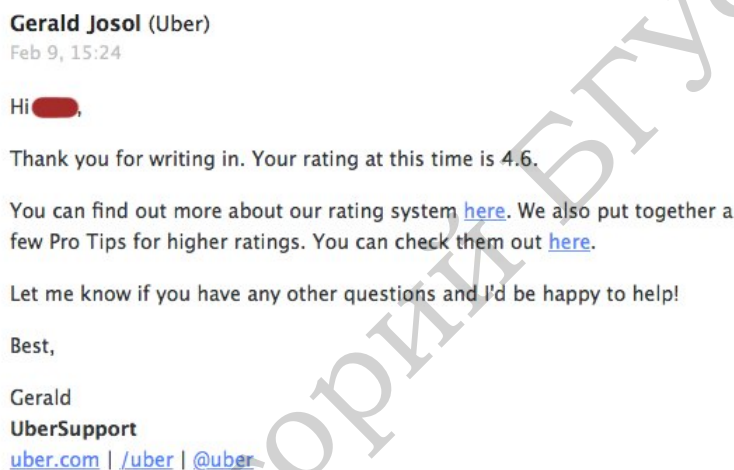 Gerald Josol (Uber)
Feb 9, 15:24
Hi ,
Thank you for writing in. Your rating at this time is 4.6.
You can find out more about our rating system here. We also put together a
few Pro Tips for higher ratings. You can check them out here.
Let me know if you have any other questions and I'd be happy to help!
Best,
Gerald
UberSupport
uber.com | /uber | @uber